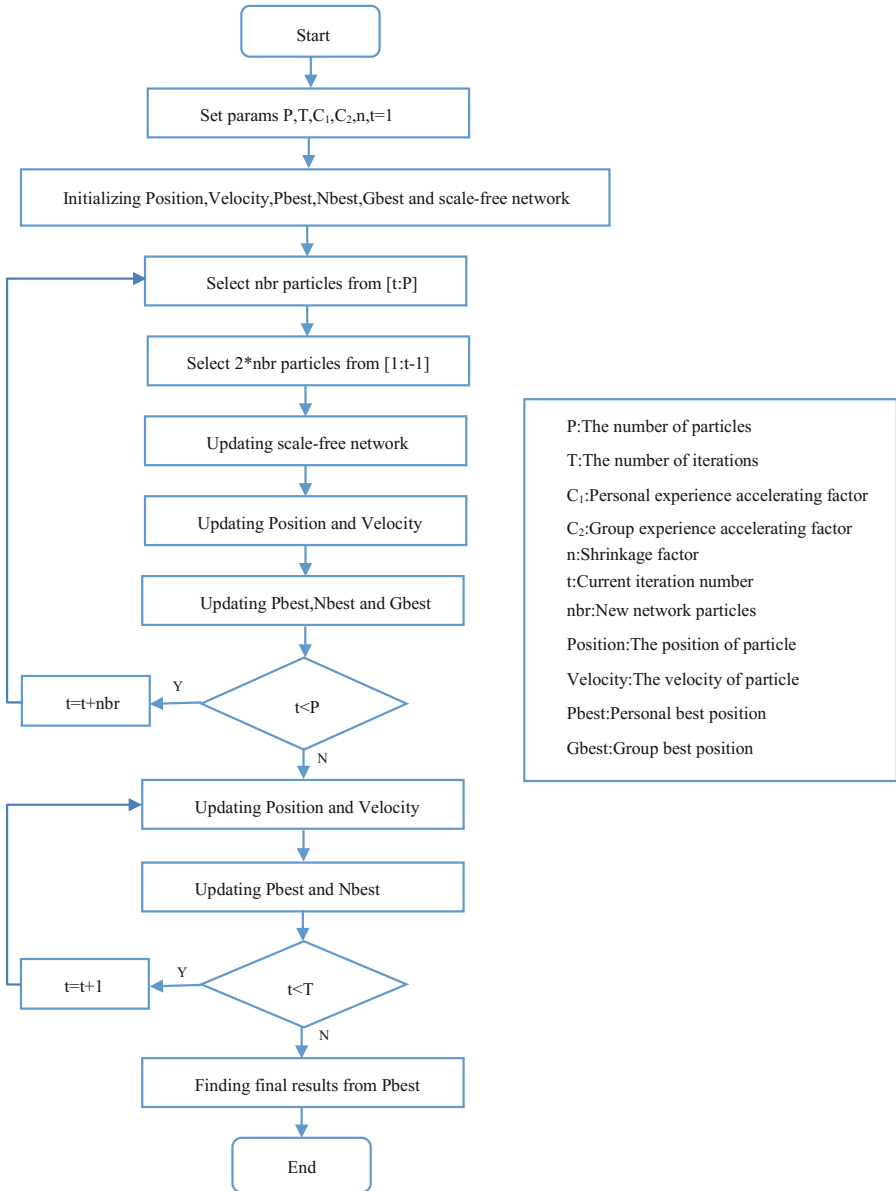 Start
Set params P,T,C₁,C₂,n,t=1
Initializing Position,Velocity,Pbest,Nbest,Gbest and scale-free network
Select nbr particles from [t:P]
Select 2*nbr particles from [1:t-1]
Updating scale-free network
Updating Position and Velocity
Updating Pbest,Nbest and Gbest
t<P
Y
t=t+nbr
N
Updating Position and Velocity
Updating Pbest and Nbest
t<T
Y
t=t+1
N
Finding final results from Pbest
End
P:The number of particles
T:The number of iterations
C₁:Personal experience accelerating factor
C₂:Group experience accelerating factor
n:Shrinkage factor
t:Current iteration number
nbr:New network particles
Position:The position of particle
Velocity:The velocity of particle
Pbest:Personal best position
Gbest:Group best position